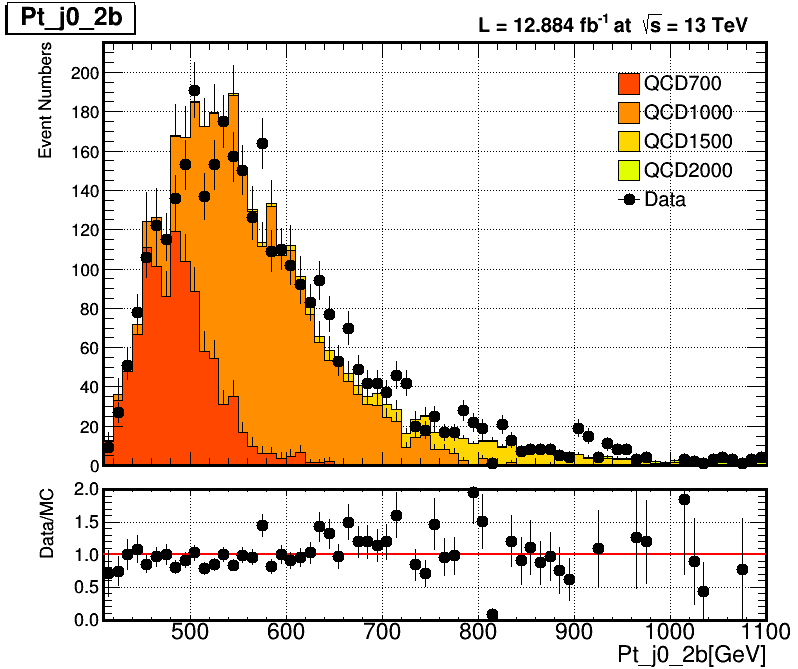 Pt_j0_2b
L = 12.884 fb⁻¹ at √s = 13 TeV
Event Numbers
200
180
160
140
120
100
80
60
40
20
0
QCD700
QCD1000
QCD1500
QCD2000
Data
Data/MC
2.0
1.5
1.0
0.5
0.0
500 600 700 800 900 1000 1100
Pt_j0_2b[GeV]